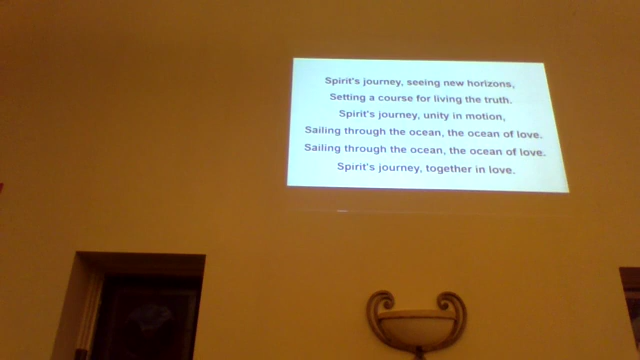 Spirit's journey, seeing new horizons,
Setting a course for living the truth.
Spirit's journey, unity in motion,
Sailing through the ocean, the ocean of love.
Sailing through the ocean, the ocean of love.
Spirit's journey, together in love.